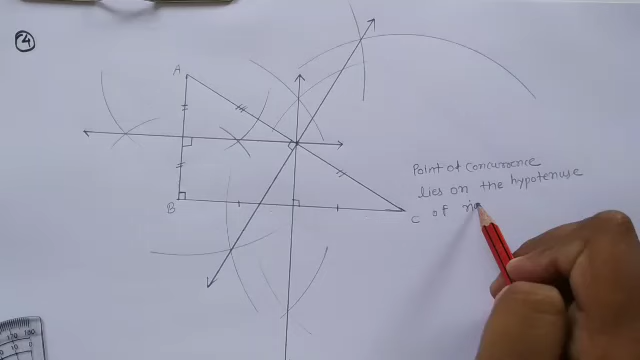 4
A
B
C
Point of Concurrence
lies on the hypotenuse
of